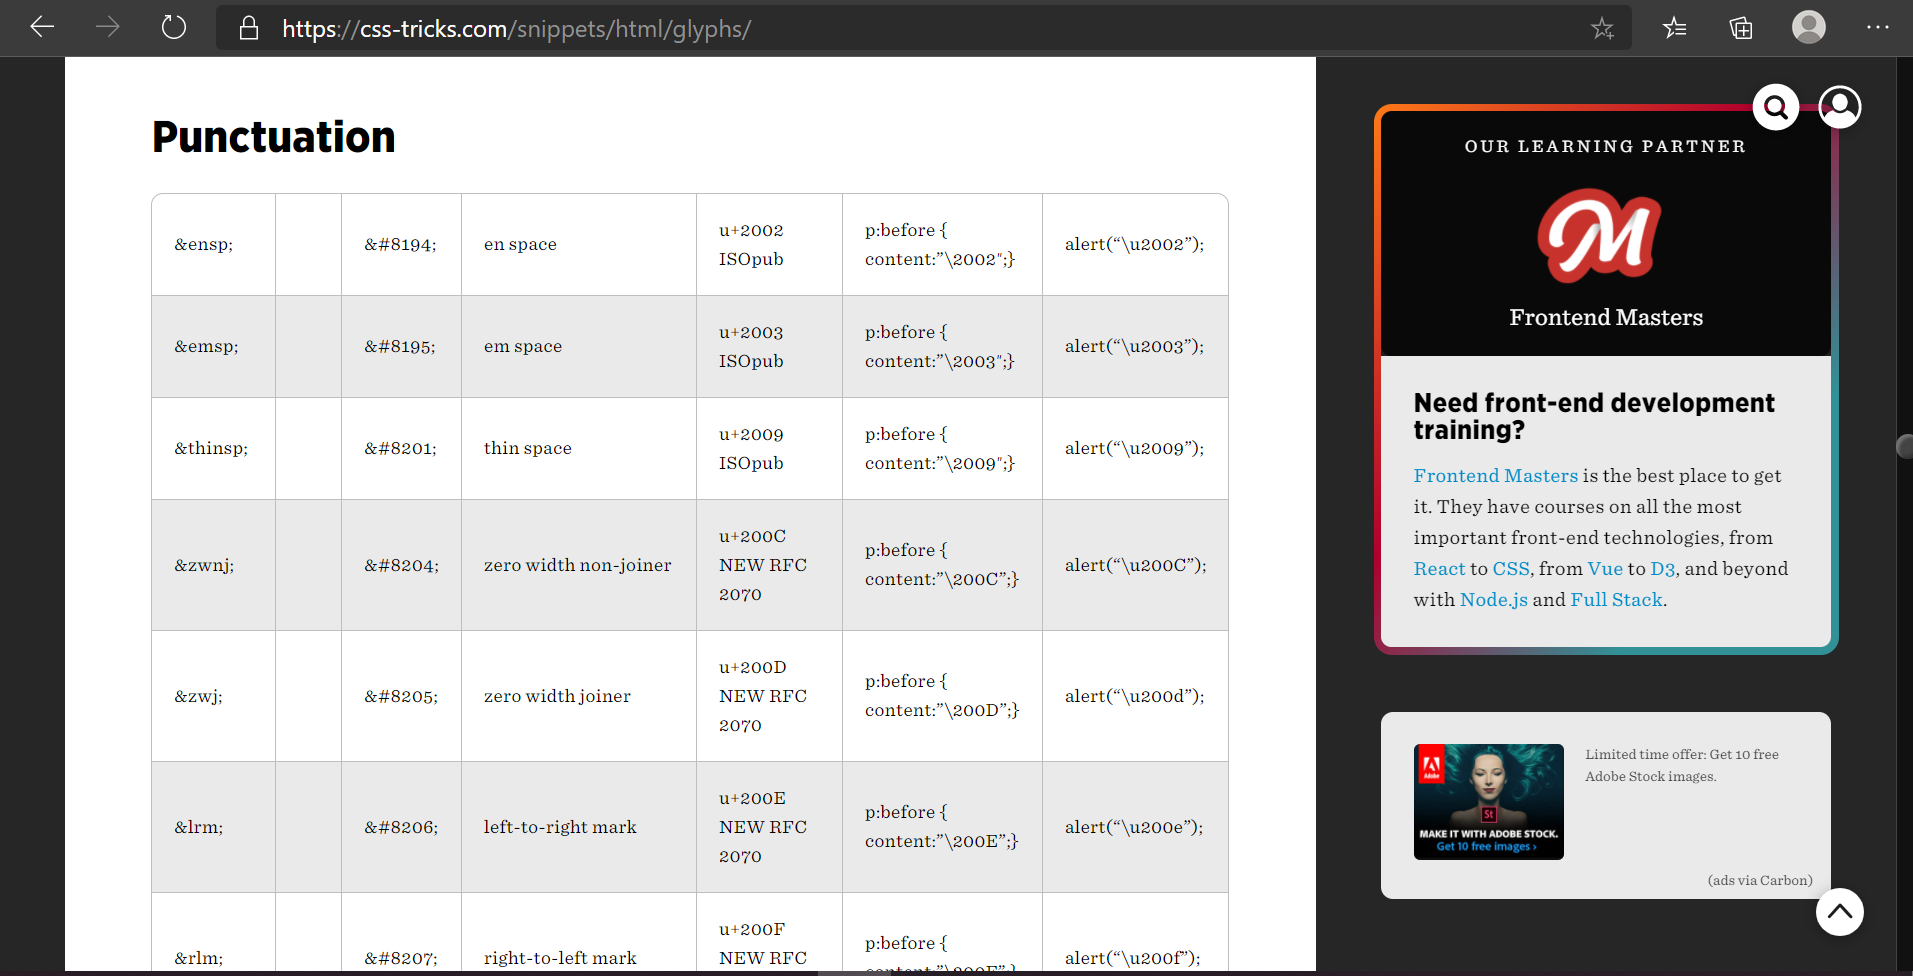 https://css-tricks.com/snippets/html/glyphs/
Punctuation
&ensp; &#8194; en space u+2002 ISOpub p:before { content:”\2002″;} alert(“\u2002”);
&emsp; &#8195; em space u+2003 ISOpub p:before { content:”\2003″;} alert(“\u2003”);
&thinsp; &#8201; thin space u+2009 ISOpub p:before { content:”\2009″;} alert(“\u2009”);
&zwnj; &#8204; zero width non-joiner u+200C NEW RFC 2070 p:before { content:”\200C”;} alert(“\u200C”);
&zwj; &#8205; zero width joiner u+200D NEW RFC 2070 p:before { content:”\200D”;} alert(“\u200d”);
&lrm; &#8206; left-to-right mark u+200E NEW RFC 2070 p:before { content:”\200E”;} alert(“\u200e”);
&rlm; &#8207; right-to-left mark u+200F NEW RFC p:before { content:”\200F”;} alert(“\u200f”);
OUR LEARNING PARTNER
M
Frontend Masters
Need front-end development
training?
Frontend Masters is the best place to get
it. They have courses on all the most
important front-end technologies, from
React to CSS, from Vue to D3, and beyond
with Node.js and Full Stack.
Adobe
St
MAKE IT WITH ADOBE STOCK.
Get 10 free images ›
Limited time offer: Get 10 free
Adobe Stock images.
(ads via Carbon)